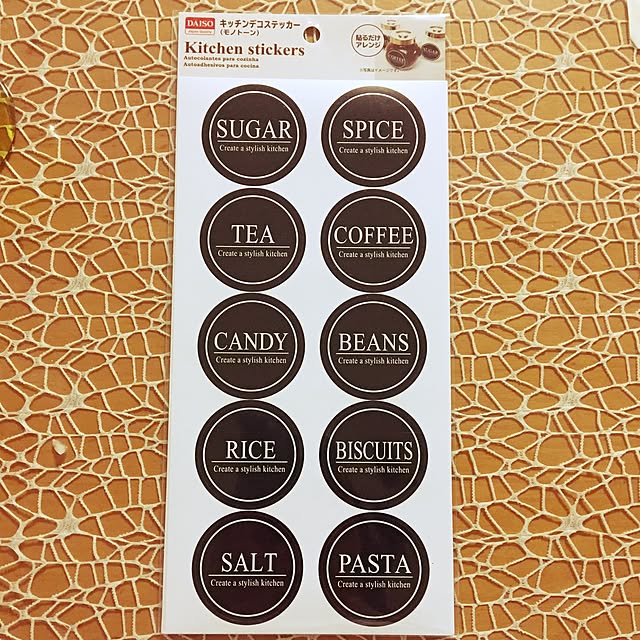 DAISO
キッチンデコステッカー
(モノトーン)
Kitchen stickers
Autocolantes para cozinha
Autoadhesivos para cocina
貼るだけ
アレンジ
SUGAR
Create a stylish kitchen
SPICE
Create a stylish kitchen
TEA
Create a stylish kitchen
COFFEE
Create a stylish kitchen
CANDY
Create a stylish kitchen
BEANS
Create a stylish kitchen
RICE
Create a stylish kitchen
BISCUITS
Create a stylish kitchen
SALT
Create a stylish kitchen
PASTA
Create a stylish kitchen